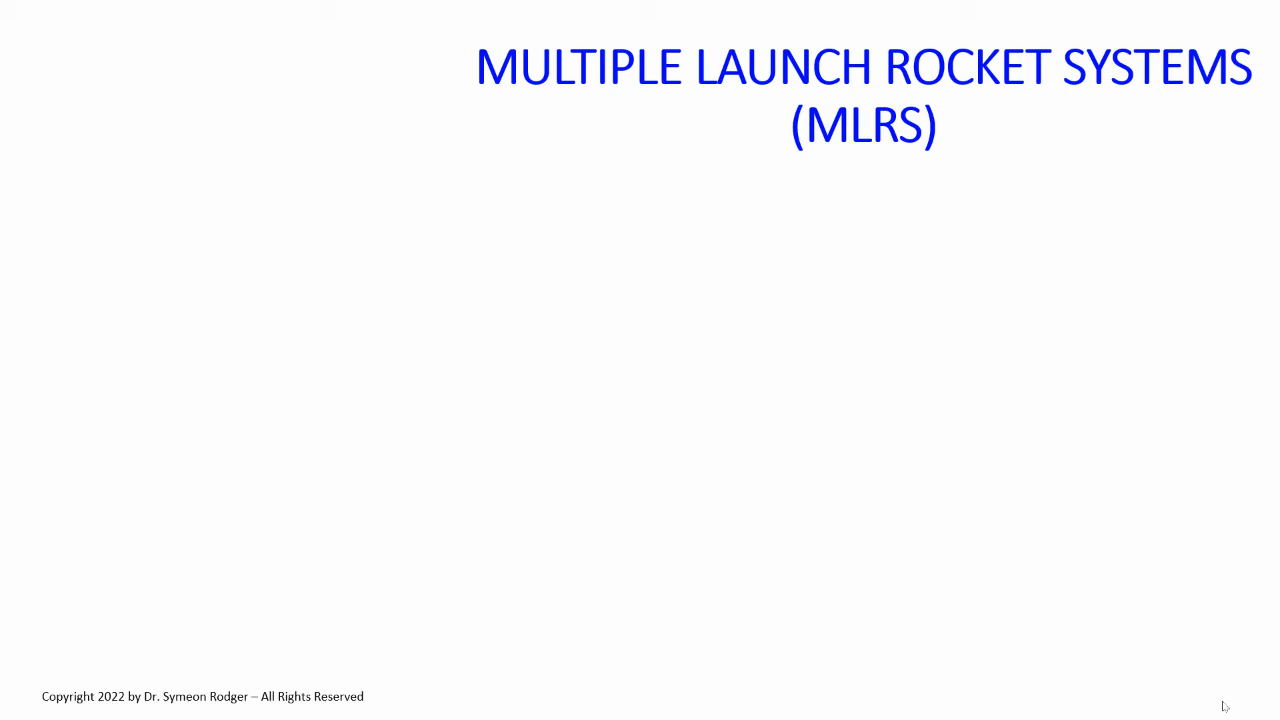 MULTIPLE LAUNCH ROCKET SYSTEMS
(MLRS)
Copyright 2022 by Dr. Symeon Rodger – All Rights Reserved